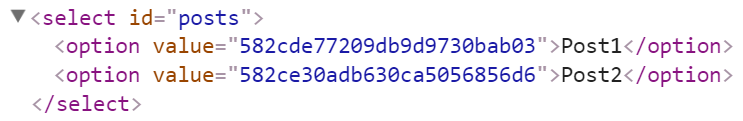 ▼<select id="posts">
<option value="582cde77209db9d9730bab03">Post1</option>
<option value="582ce30adb630ca5056856d6">Post2</option>
</select>